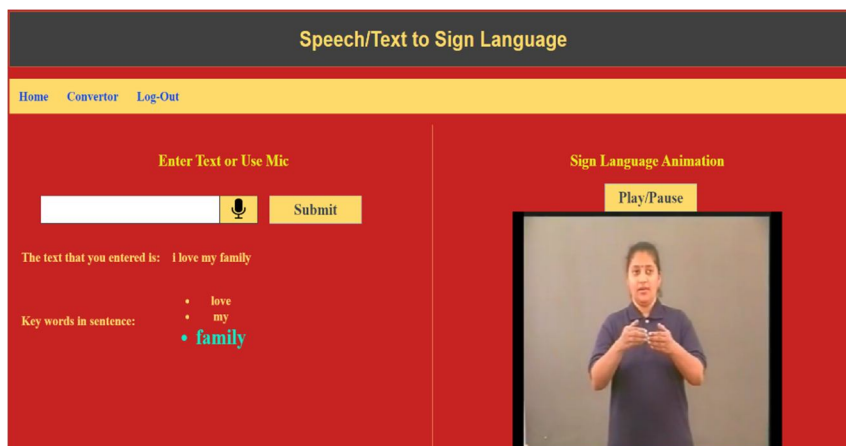 Speech/Text to Sign Language
Home Convertor Log-Out
Enter Text or Use Mic
Submit
The text that you entered is: i love my family
Key words in sentence:
• love
• my
• family
Sign Language Animation
Play/Pause